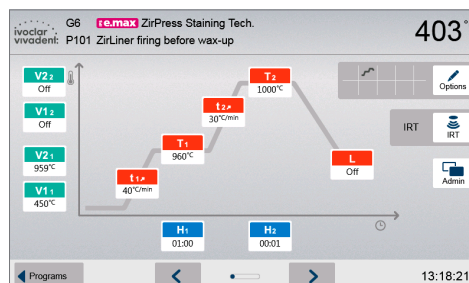 ivoclar
vivadent:
G6 IPS e.max ZirPress Staining Tech.
P101 ZirLiner firing before wax-up
403°
V2 2
Off
V1 2
Off
V2 1
959°C
V1 1
450°C
t1↗
40°C/min
T1
960°C
t2↗
30°C/min
T2
1000°C
L
Off
H1
01:00
H2
00:01
Options
IRT
IRT
Admin
Programs
13:18:21